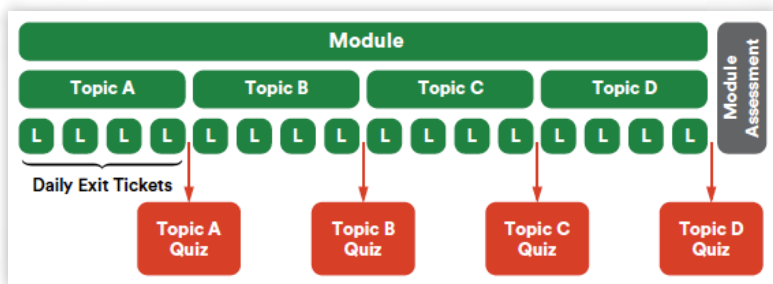 Module
Module
Assessment
Topic A
Topic B
Topic C
Topic D
L L L L L L L L L L L L L L L L
Daily Exit Tickets
Topic A
Quiz
Topic B
Quiz
Topic C
Quiz
Topic D
Quiz